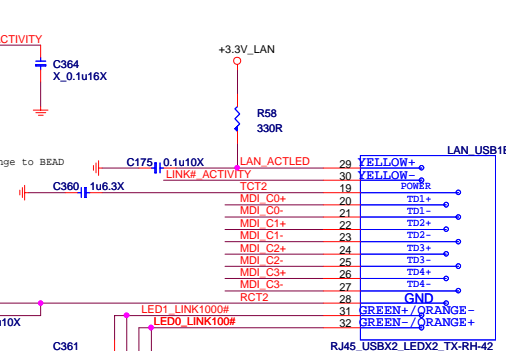 CTIVITY
+3.3V_LAN
C364
X_0.1u16X
R58
330R
LAN_USB1B
nge to BEAD
C175 0.1u10X LAN_ACTLED 29 YELLOW+
LINK#_ACTIVITY 30 YELLOW-
C360 1u6.3X TCT2 19 POWER
MDI_C0+ 20 TD1+
MDI_C0- 21 TD1-
MDI_C1+ 22 TD2+
MDI_C1- 23 TD2-
MDI_C2+ 24 TD3+
MDI_C2- 25 TD3-
MDI_C3+ 26 TD4+
MDI_C3- 27 TD4-
RCT2 28 GND
LED1_LINK1000# 31 GREEN+/ORANGE-
u10X LED0_LINK100# 32 GREEN-/ORANGE+
C361 RJ45_USBX2_LEDX2_TX-RH-42